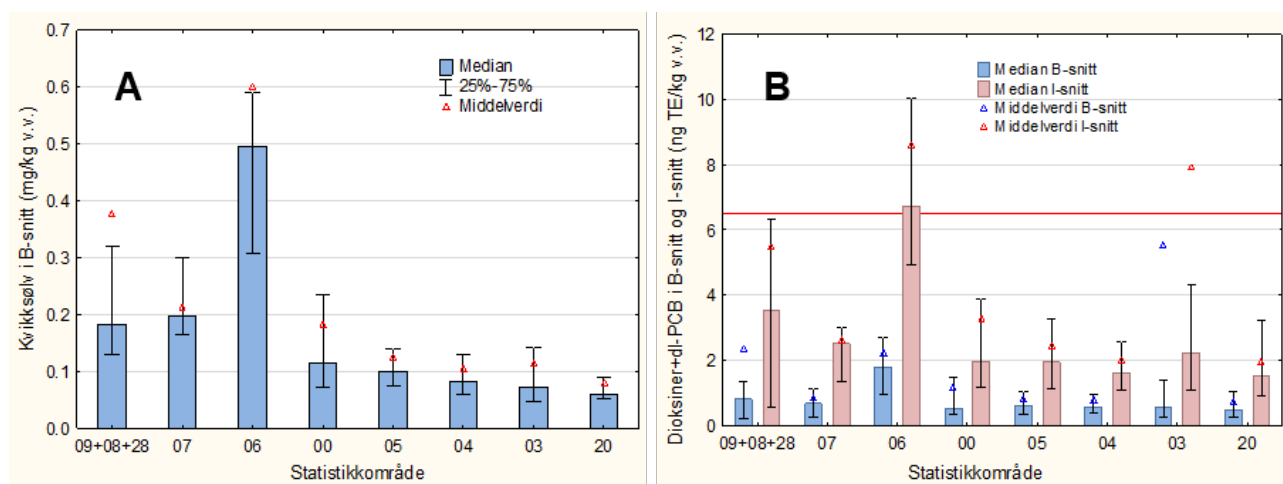 A
Kvikksølv i B-snitt (mg/kg v.v.)
0.7
0.6
0.5
0.4
0.3
0.2
0.1
0.0
Median
25%-75%
Middelverdi
09+08+28 07 06 00 05 04 03 20
Statistikkområde
B
Dioksiner+dl-PCB i B-snitt og I-snitt (ng TE/kg v.v.)
12
10
8
6
4
2
0
Median B-snitt
Median I-snitt
Middelverdi B-snitt
Middelverdi I-snitt
09+08+28 07 06 00 05 04 03 20
Statistikkområde